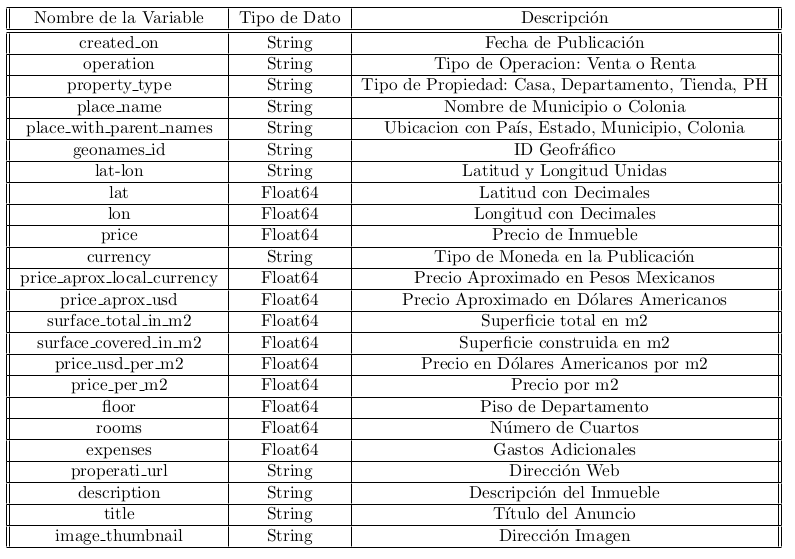 Nombre de la Variable Tipo de Dato Descripción
created_on String Fecha de Publicación
operation String Tipo de Operacion: Venta o Renta
property_type String Tipo de Propiedad: Casa, Departamento, Tienda, PH
place_name String Nombre de Municipio o Colonia
place_with_parent_names String Ubicacion con País, Estado, Municipio, Colonia
geonames_id String ID Geofráfico
lat-lon String Latitud y Longitud Unidas
lat Float64 Latitud con Decimales
lon Float64 Longitud con Decimales
price Float64 Precio de Inmueble
currency String Tipo de Moneda en la Publicación
price_aprox_local_currency Float64 Precio Aproximado en Pesos Mexicanos
price_aprox_usd Float64 Precio Aproximado en Dólares Americanos
surface_total_in_m2 Float64 Superficie total en m2
surface_covered_in_m2 Float64 Superficie construida en m2
price_usd_per_m2 Float64 Precio en Dólares Americanos por m2
price_per_m2 Float64 Precio por m2
floor Float64 Piso de Departamento
rooms Float64 Número de Cuartos
expenses Float64 Gastos Adicionales
properati_url String Dirección Web
description String Descripción del Inmueble
title String Título del Anuncio
image_thumbnail String Dirección Imagen